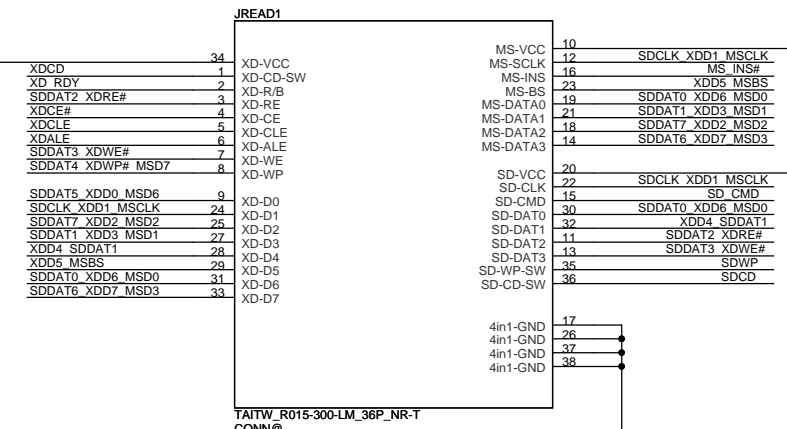 JREAD1
34 XD-VCC
XDCD 1 XD-CD-SW
XD_RDY 2 XD-R/B
SDDAT2_XDRE# 3 XD-RE
XDCE# 4 XD-CE
XDCLE 5 XD-CLE
XDALE 6 XD-ALE
SDDAT3_XDWE# 7 XD-WE
SDDAT4_XDWP#_MSD7 8 XD-WP
SDDAT5_XDD0_MSD6 9 XD-D0
SDCLK_XDD1_MSCLK 24 XD-D1
SDDAT7_XDD2_MSD2 25 XD-D2
SDDAT1_XDD3_MSD1 27 XD-D3
XDD4_SDDAT1 28 XD-D4
XDD5_MSBS 29 XD-D5
SDDAT0_XDD6_MSD0 31 XD-D6
SDDAT6_XDD7_MSD3 33 XD-D7
MS-VCC 10
MS-SCLK 12 SDCLK_XDD1_MSCLK
MS-INS 16 MS_INS#
MS-BS 23 XDD5_MSBS
MS-DATA0 19 SDDAT0_XDD6_MSD0
MS-DATA1 21 SDDAT1_XDD3_MSD1
MS-DATA2 18 SDDAT7_XDD2_MSD2
MS-DATA3 14 SDDAT6_XDD7_MSD3
SD-VCC 20
SD-CLK 22 SDCLK_XDD1_MSCLK
SD-CMD 15 SD_CMD
SD-DAT0 30 SDDAT0_XDD6_MSD0
SD-DAT1 32 XDD4_SDDAT1
SD-DAT2 11 SDDAT2_XDRE#
SD-DAT3 13 SDDAT3_XDWE#
SD-WP-SW 35 SDWP
SD-CD-SW 36 SDCD
4in1-GND 17
4in1-GND 26
4in1-GND 37
4in1-GND 38
TAITW_R015-300-LM_36P_NR-T
CONN@